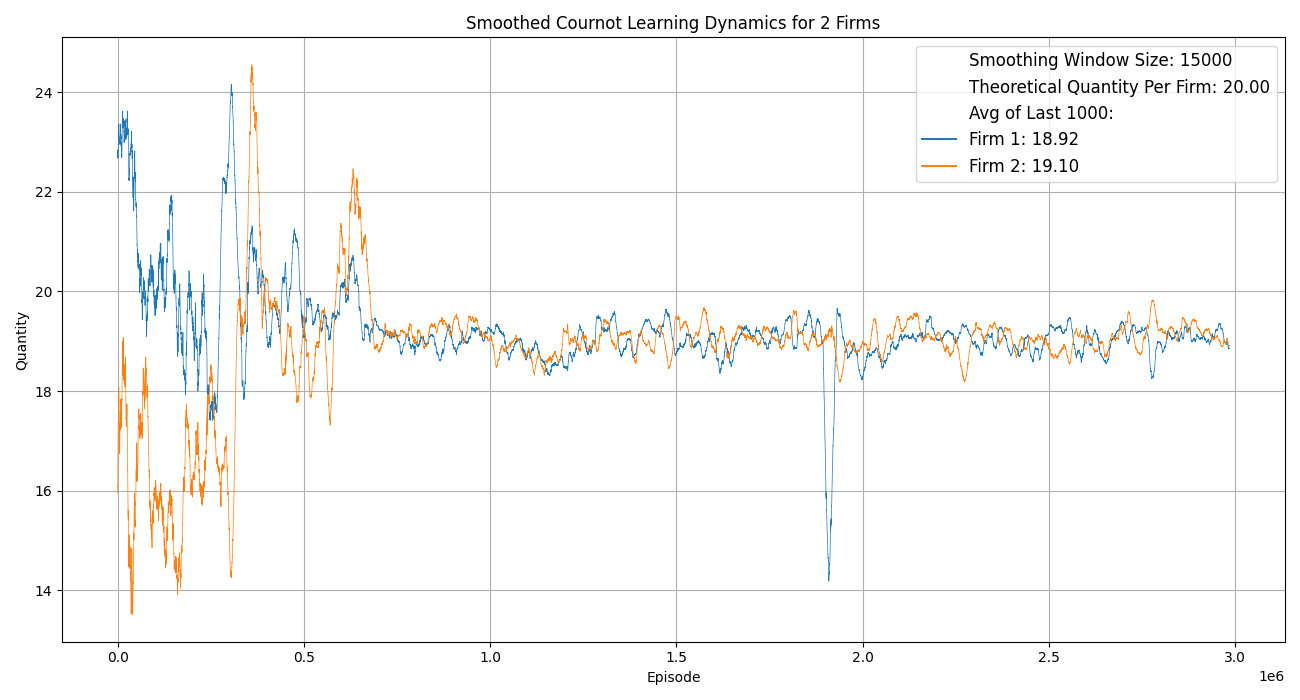 Smoothed Cournot Learning Dynamics for 2 Firms
Smoothing Window Size: 15000
Theoretical Quantity Per Firm: 20.00
Avg of Last 1000:
Firm 1: 18.92
Firm 2: 19.10
Quantity
24
22
20
18
16
14
0.0 0.5 1.0 1.5 2.0 2.5 3.0
1e6
Episode